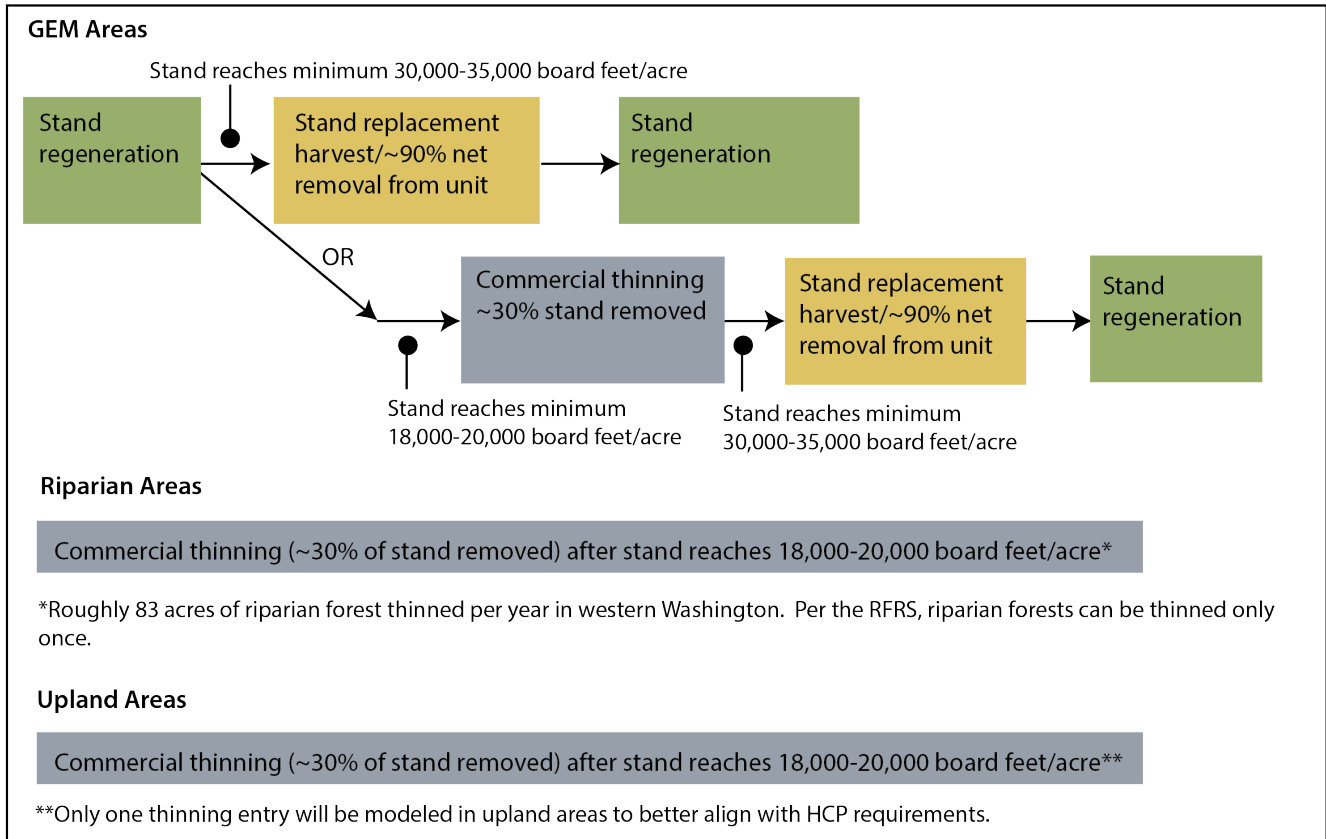 GEM Areas
Stand reaches minimum 30,000-35,000 board feet/acre
Stand
regeneration
Stand replacement
harvest/~90% net
removal from unit
Stand
regeneration
OR
Commercial thinning
~30% stand removed
Stand replacement
harvest/~90% net
removal from unit
Stand
regeneration
Stand reaches minimum
18,000-20,000 board feet/acre
Stand reaches minimum
30,000-35,000 board feet/acre
Riparian Areas
Commercial thinning (~30% of stand removed) after stand reaches 18,000-20,000 board feet/acre*
*Roughly 83 acres of riparian forest thinned per year in western Washington.  Per the RFRS, riparian forests can be thinned only
once.
Upland Areas
Commercial thinning (~30% of stand removed) after stand reaches 18,000-20,000 board feet/acre**
**Only one thinning entry will be modeled in upland areas to better align with HCP requirements.